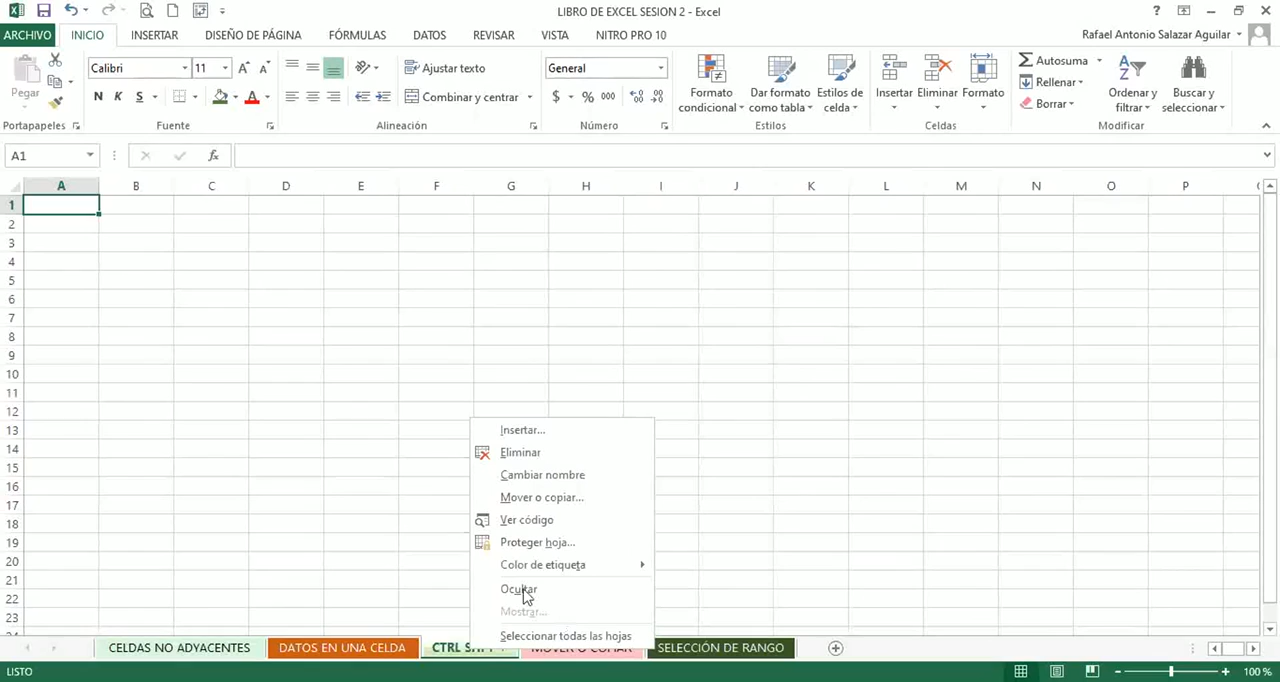 LIBRO DE EXCEL SESION 2 - Excel
?
ARCHIVO INICIO INSERTAR DISEÑO DE PÁGINA FÓRMULAS DATOS REVISAR VISTA NITRO PRO 10 Rafael Antonio Salazar Aguilar
Pegar
Calibri 11
N K S
Ajustar texto
Combinar y centrar
General
$ % 000
Formato condicional
Dar formato como tabla
Estilos de celda
Insertar Eliminar Formato
Autosuma
Rellenar
Borrar
Ordenar y filtrar
Buscar y seleccionar
Portapapeles Fuente Alineación Número Estilos Celdas Modificar
A1 fx
A B C D E F G H I J K L M N O P
1
2
3
4
5
6
7
8
9
10
11
12
13
14
15
16
17
18
19
20
21
22
23
Insertar...
Eliminar
Cambiar nombre
Mover o copiar...
Ver código
Proteger hoja...
Color de etiqueta
Ocultar
Mostrar...
Seleccionar todas las hojas
CELDAS NO ADYACENTES DATOS EN UNA CELDA CTRL MOVER O COPIAR SELECCIÓN DE RANGO
LISTO 100 %